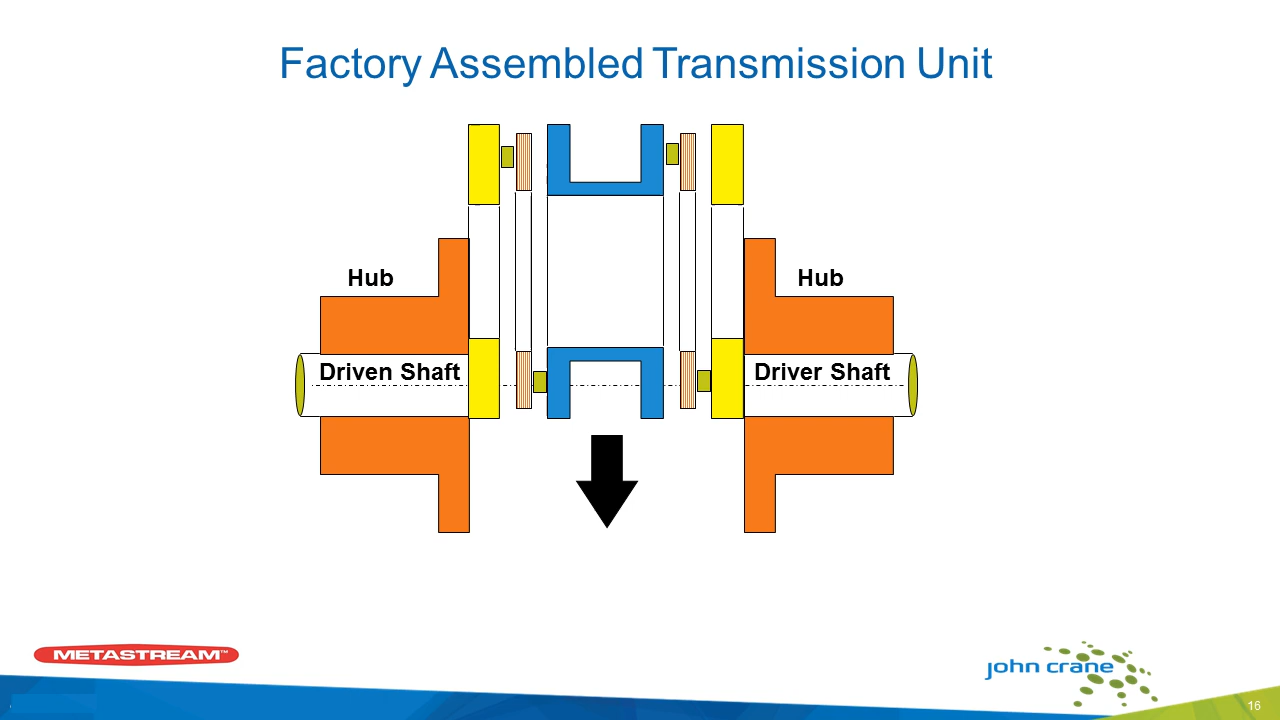 Factory Assembled Transmission Unit
Hub
Hub
Driven Shaft
Driver Shaft
METASTREAM™
john crane
16